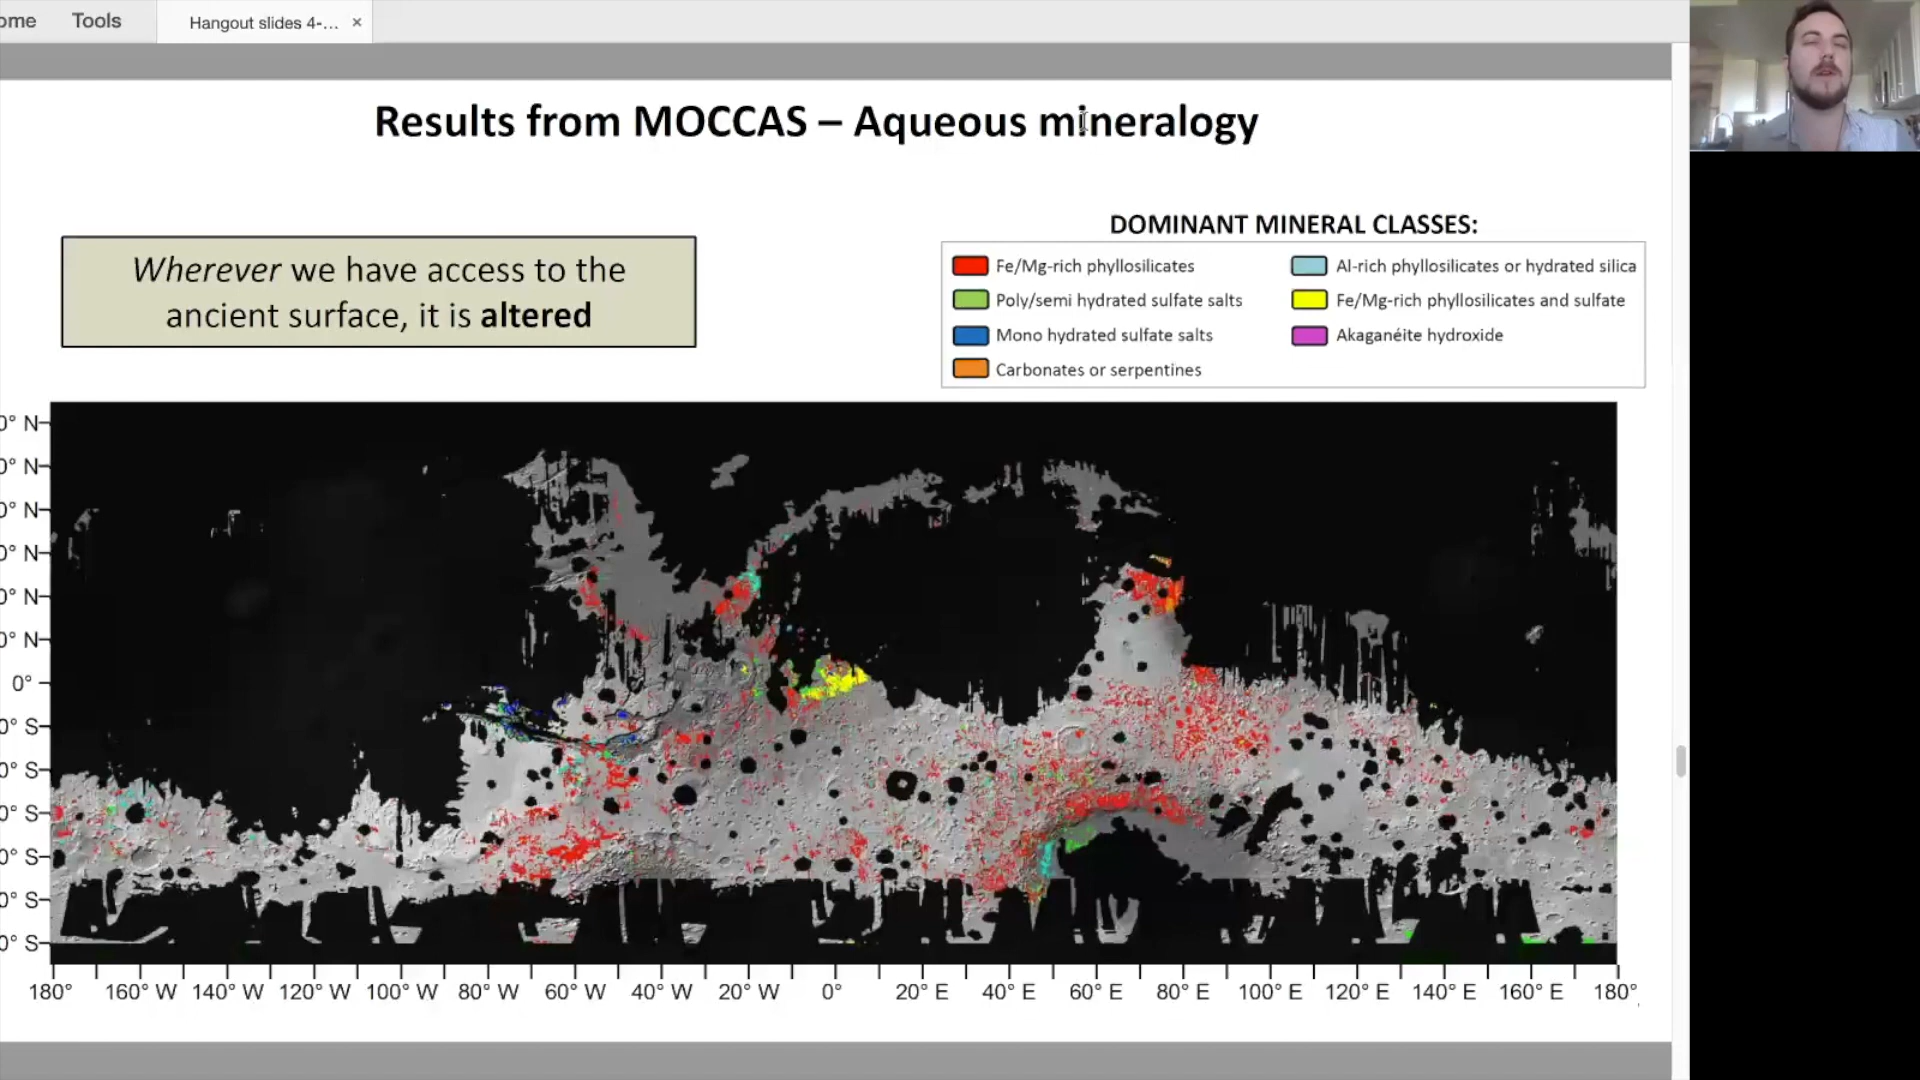 ome Tools Hangout slides 4-... ×
Results from MOCCAS – Aqueous mineralogy
Wherever we have access to the
ancient surface, it is altered
DOMINANT MINERAL CLASSES:
Fe/Mg-rich phyllosilicates
Al-rich phyllosilicates or hydrated silica
Poly/semi hydrated sulfate salts
Fe/Mg-rich phyllosilicates and sulfate
Mono hydrated sulfate salts
Akaganéite hydroxide
Carbonates or serpentines
0° N
0° N
0° N
0° N
0° N
0° N
0°
0° S
0° S
0° S
0° S
0° S
0° S
180° 160° W 140° W 120° W 100° W 80° W 60° W 40° W 20° W 0° 20° E 40° E 60° E 80° E 100° E 120° E 140° E 160° E 180°